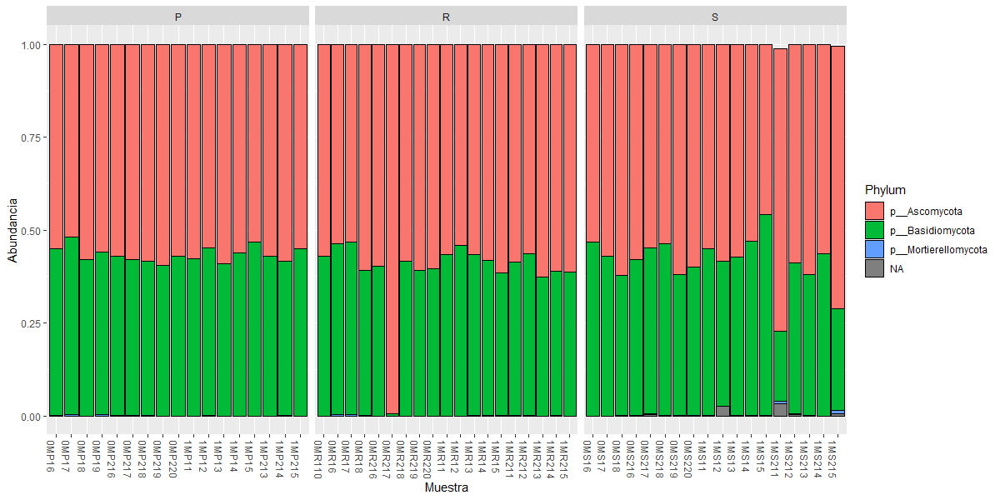 P
R
S
1.00
0.75
0.50
0.25
0.00
Abundancia
0MP16
0MP17
0MP18
0MP19
0MP216
0MP217
0MP218
0MP219
0MP220
1MP11
1MP12
1MP13
1MP14
1MP15
1MP213
1MP214
1MP215
0MR110
0MR16
0MR17
0MR18
0MR216
0MR217
0MR218
0MR219
0MR220
1MR11
1MR12
1MR13
1MR14
1MR15
1MR211
1MR212
1MR213
1MR214
1MR215
0MS16
0MS17
0MS18
0MS216
0MS217
0MS218
0MS219
0MS220
1MS11
1MS12
1MS13
1MS14
1MS15
1MS211
1MS212
1MS213
1MS214
1MS215
Muestra
Phylum
p__Ascomycota
p__Basidiomycota
p__Mortierellomycota
NA